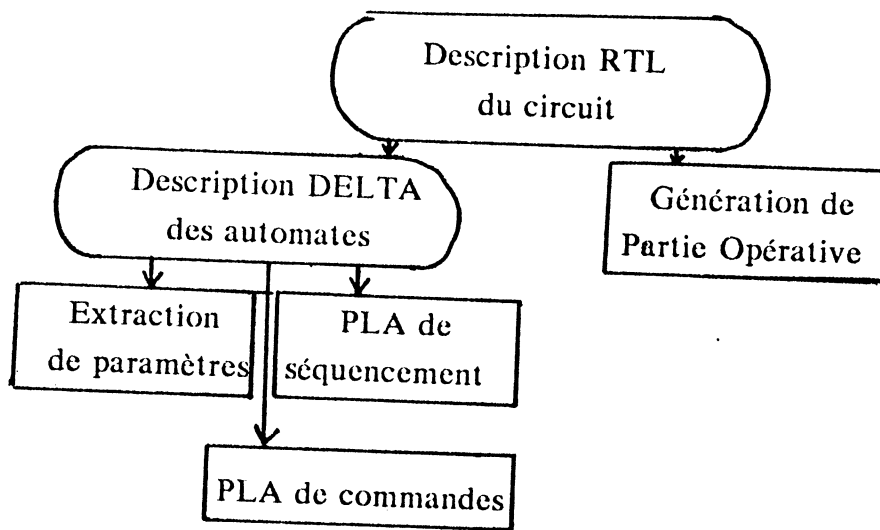 Description RTL
du circuit
Description DELTA
des automates
Génération de
Partie Opérative
Extraction
de paramètres
PLA de
séquencement
PLA de commandes